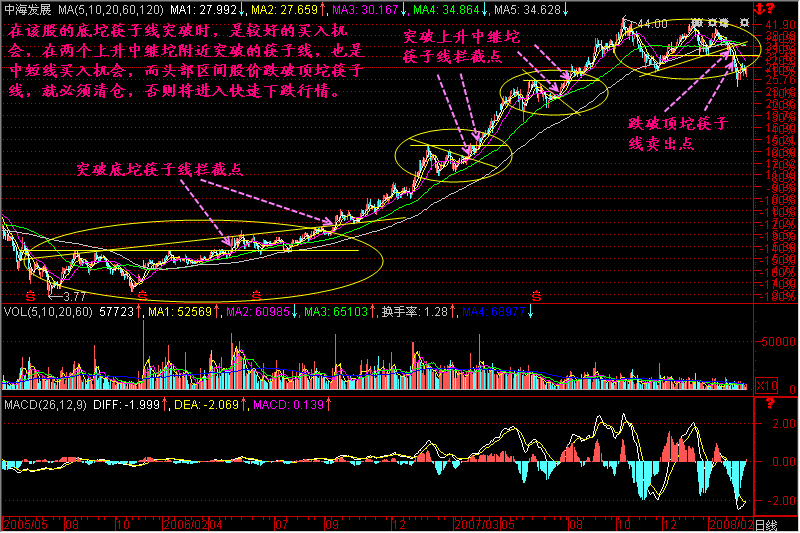 中海发展 MA(5,10,20,60,120) MA1: 27.992↓, MA2: 27.659↑, MA3: 30.167↓, MA4: 34.864↓, MA5: 34.628↓
在该股的底坨筷子线突破时，是较好的买入机
会，在两个上升中继坨附近突破的筷子线，也是
中短线买入机会，而头部区间股价跌破顶坨筷子
线，就必须清仓，否则将进入快速下跌行情。
突破上升中继坨
筷子线拦截点
←44.00
41.90
跌破顶坨筷子
线卖出点
突破底坨筷子线拦截点
←3.77
VOL(5,10,20,60) 57723↑, MA1: 52569↑, MA2: 60985↓, MA3: 65103↑, 换手率: 1.28↑, MA4: 68977↓
50000
X10
0
MACD(26,12,9) DIFF: -1.999↑, DEA: -2.069↑, MACD: 0.139↑
2.00
0.00
-2.00
2005/05 08 10 2006/02 04 07 09 12 2007/03 05 08 10 12 2008/02 日线